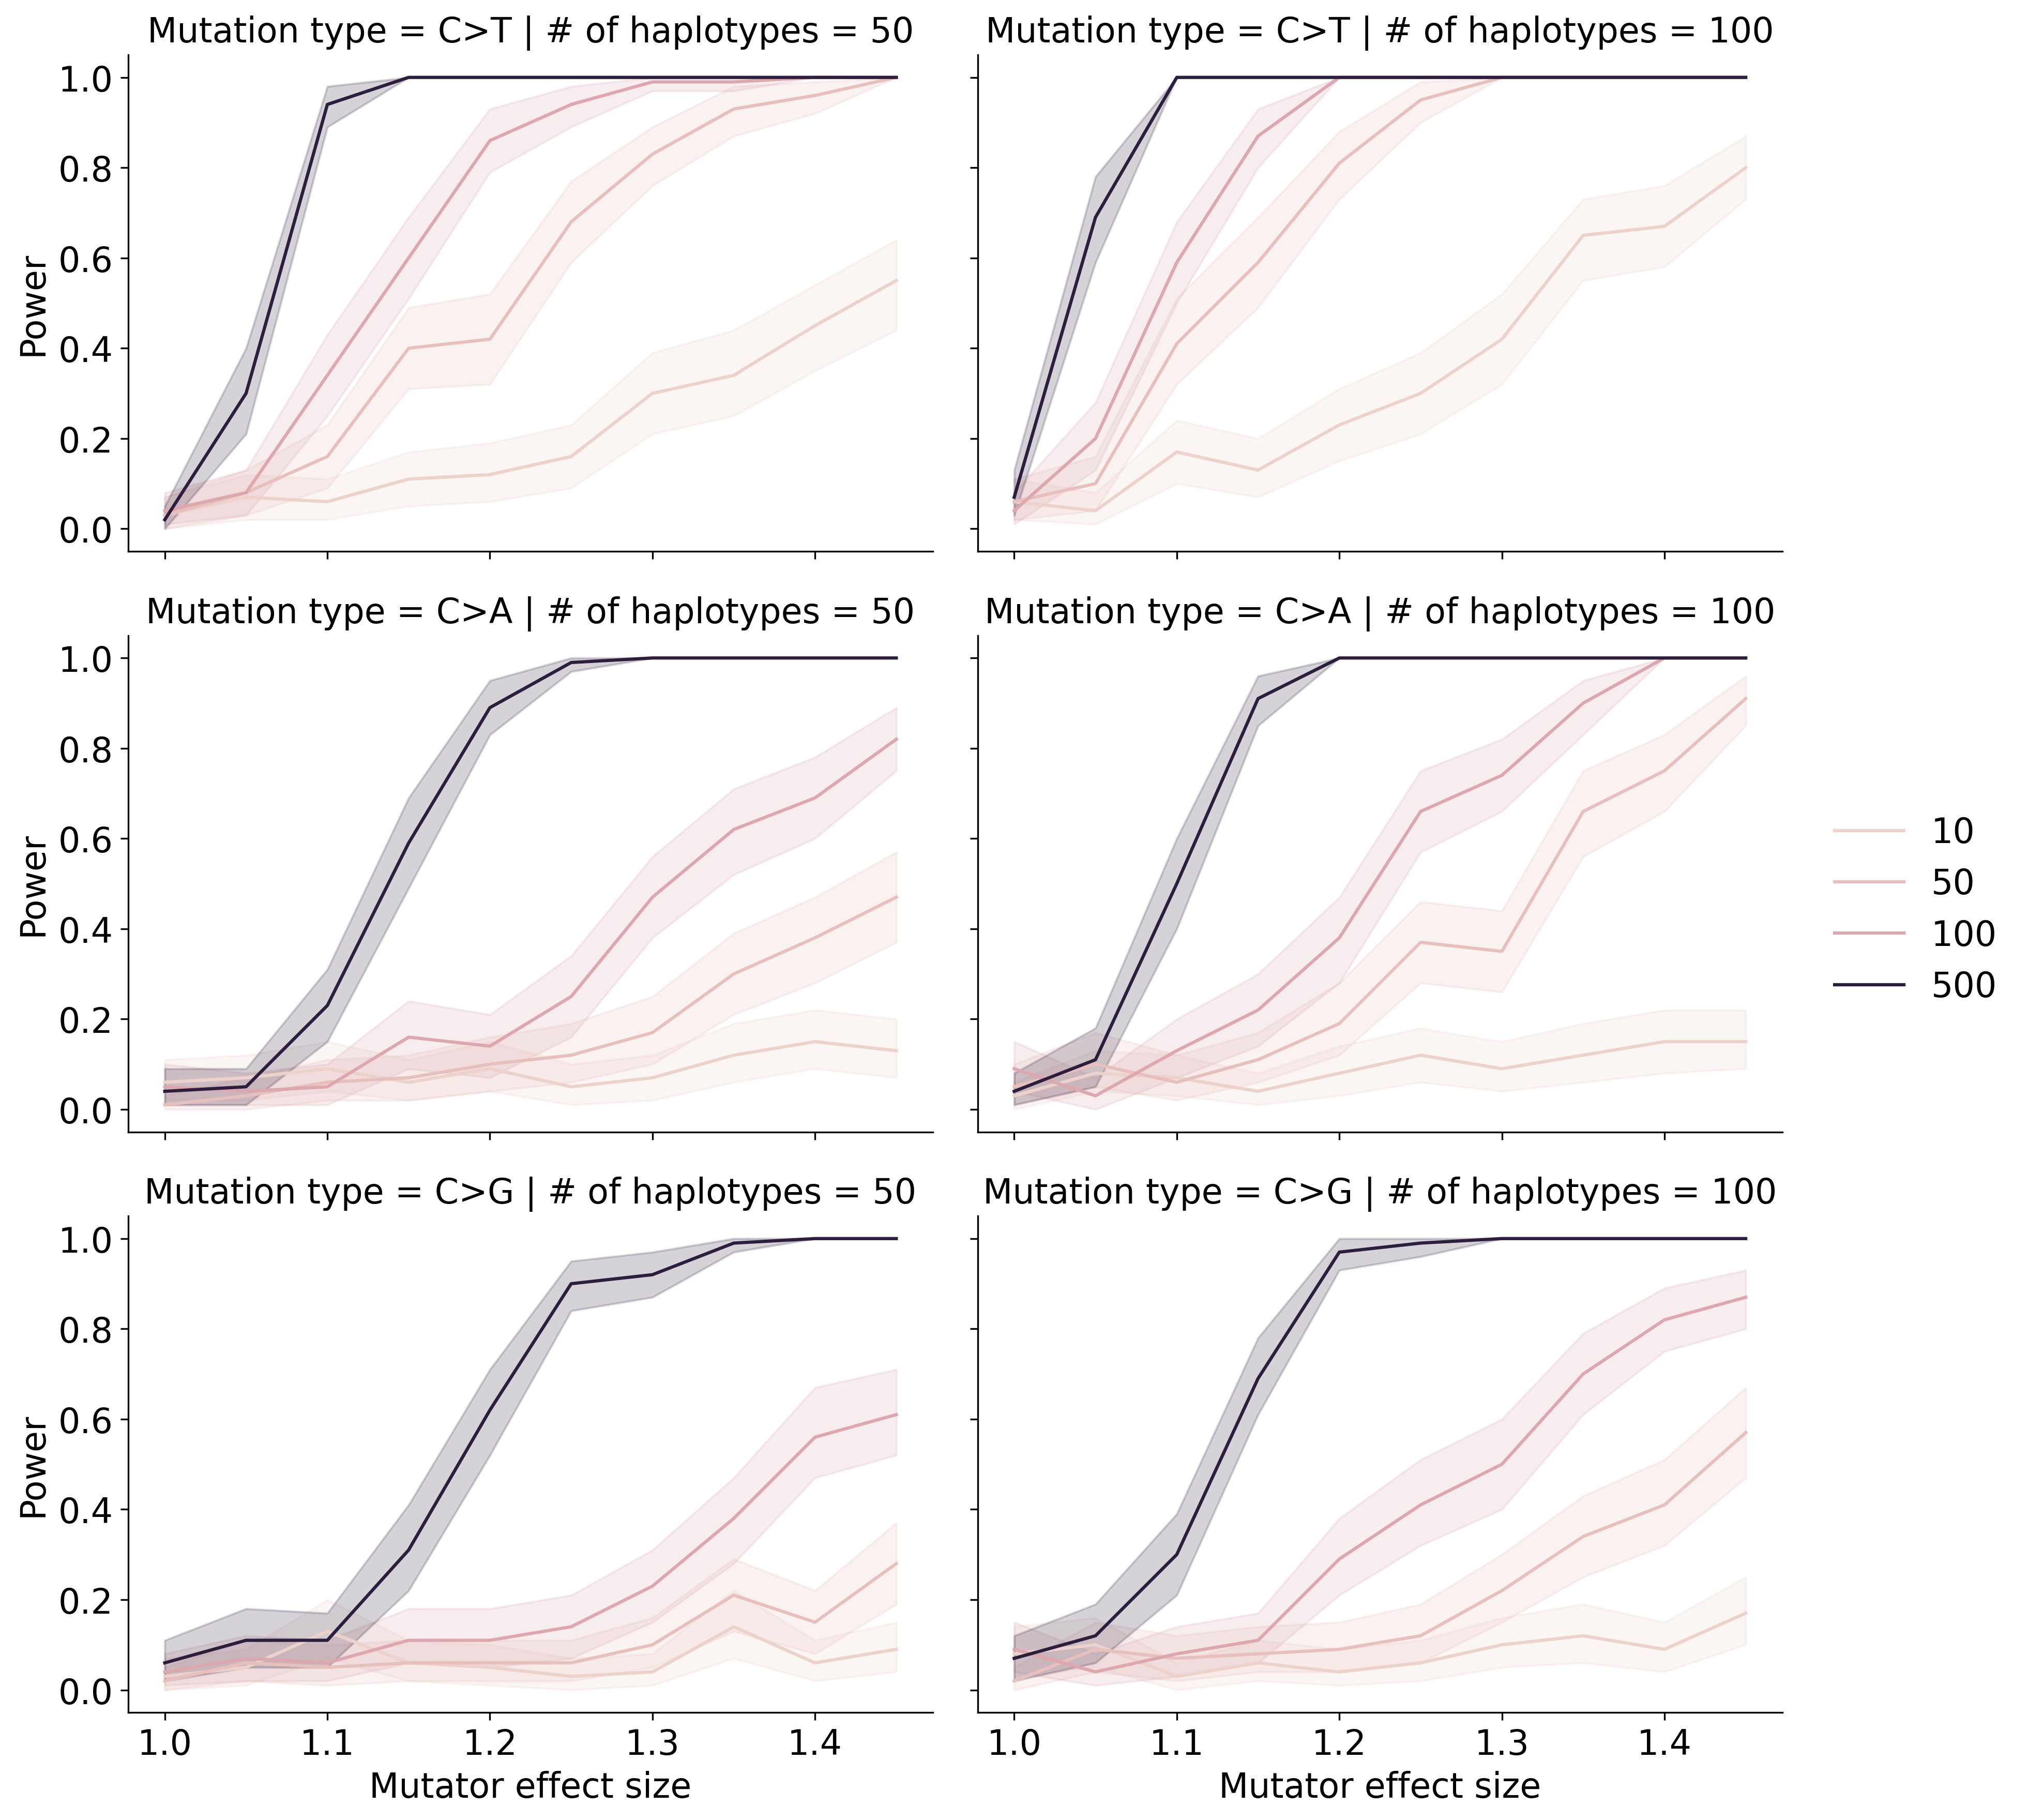 Mutation type = C>T | # of haplotypes = 50
Mutation type = C>T | # of haplotypes = 100
1.0
0.8
0.6
0.4
0.2
0.0
Power
Mutation type = C>A | # of haplotypes = 50
Mutation type = C>A | # of haplotypes = 100
1.0
0.8
0.6
0.4
0.2
0.0
Power
10
50
100
500
Mutation type = C>G | # of haplotypes = 50
Mutation type = C>G | # of haplotypes = 100
1.0
0.8
0.6
0.4
0.2
0.0
Power
1.0 1.1 1.2 1.3 1.4
1.0 1.1 1.2 1.3 1.4
Mutator effect size
Mutator effect size